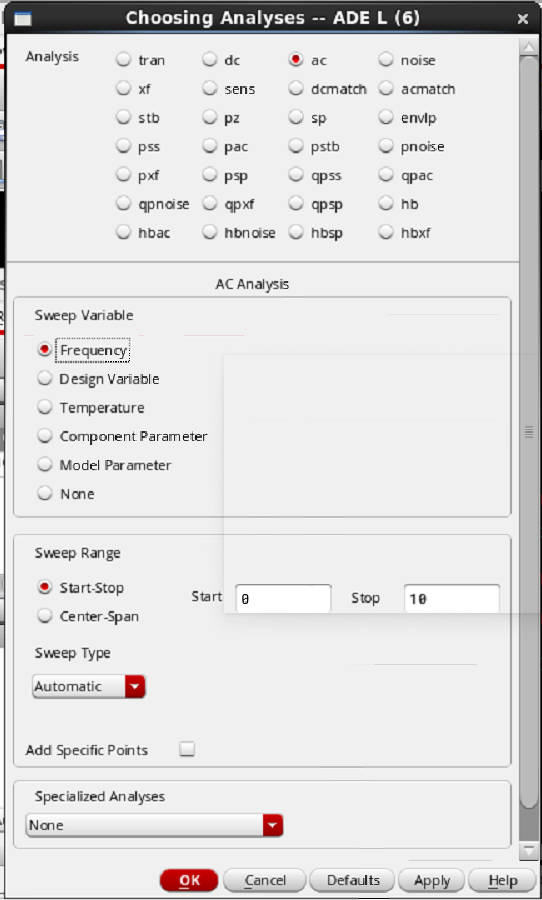 Choosing Analyses -- ADE L (6)
Analysis tran dc ac noise
xf sens dcmatch acmatch
stb pz sp envlp
pss pac pstb pnoise
pxf psp qpss qpac
qpnoise qpxf qpsp hb
hbac hbnoise hbsp hbxf
AC Analysis
Sweep Variable
Frequency
Design Variable
Temperature
Component Parameter
Model Parameter
None
Sweep Range
Start-Stop Start 0 Stop 10
Center-Span
Sweep Type
Automatic
Add Specific Points
Specialized Analyses
None
OK Cancel Defaults Apply Help